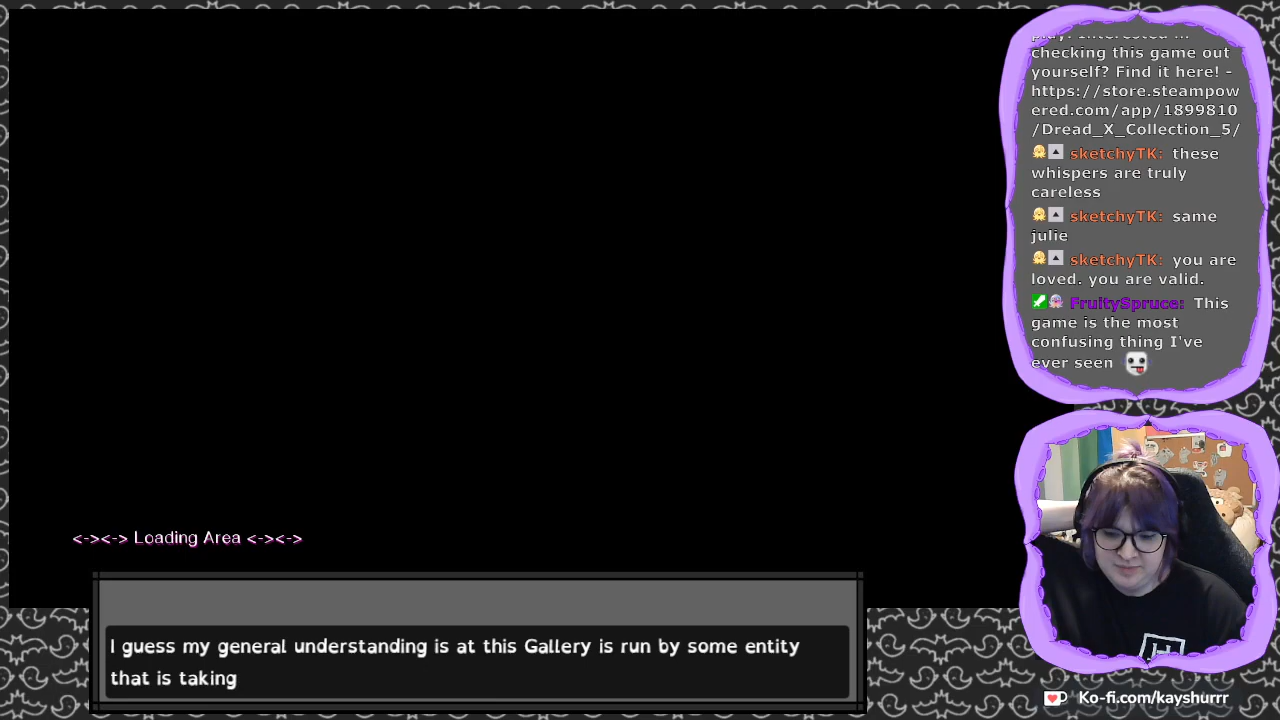 checking this game out
yourself? Find it here! -
https://store.steampow
ered.com/app/1899810
/Dread_X_Collection_5/
sketchyTK: these
whispers are truly
careless
sketchyTK: same
julie
sketchyTK: you are
loved. you are valid.
FruitySpruce: This
game is the most
confusing thing I've
ever seen
<-><-> Loading Area <-><->
I guess my general understanding is at this Gallery is run by some entity
that is taking
Ko-fi.com/kayshurrr